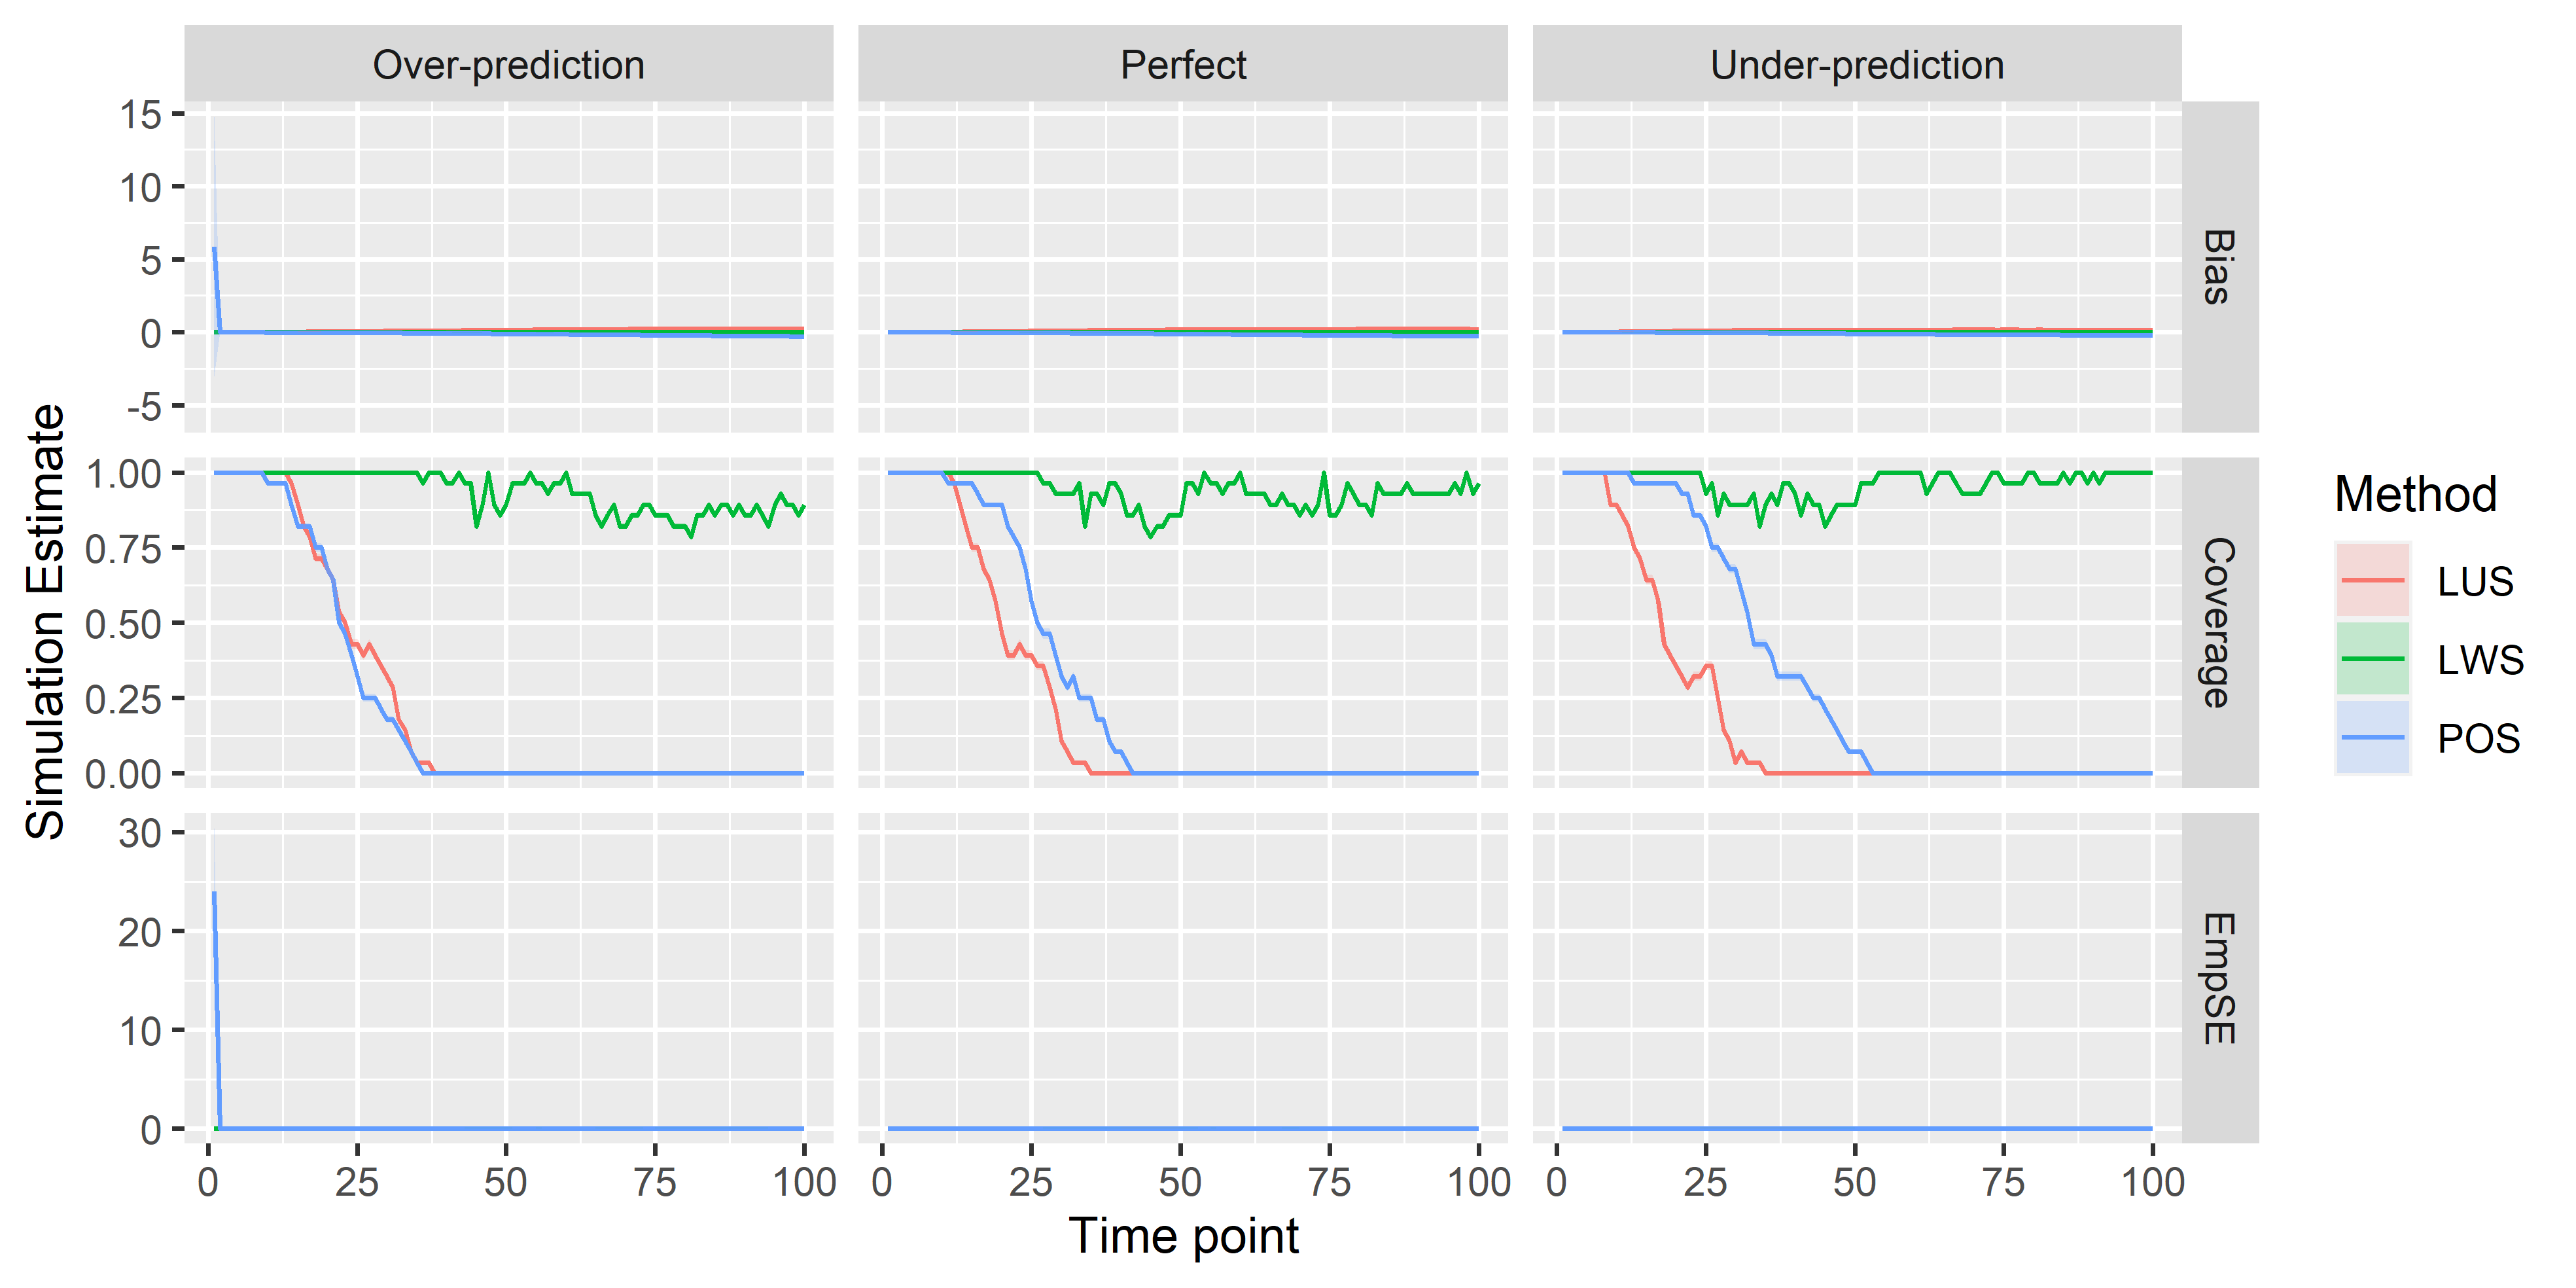 Over-prediction Perfect Under-prediction
15
10
5
0
-5
Bias
1.00
0.75
0.50
0.25
0.00
Coverage
30
20
10
0
EmpSE
0 25 50 75 100 0 25 50 75 100 0 25 50 75 100
Time point
Simulation Estimate
Method
LUS
LWS
POS